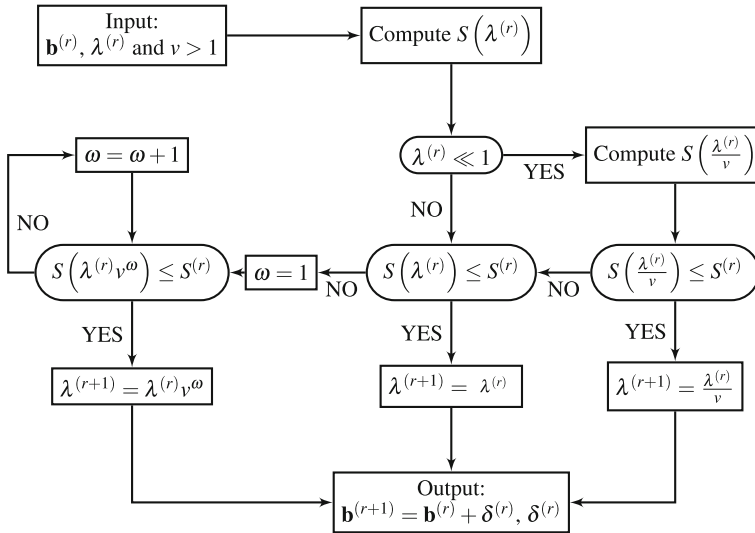 Input:
𝐛⁽ʳ⁾, λ⁽ʳ⁾ and v > 1
Compute S(λ⁽ʳ⁾)
ω = ω + 1
λ⁽ʳ⁾ ≪ 1
YES
Compute S(λ⁽ʳ⁾/v)
NO
NO
S(λ⁽ʳ⁾v^ω) ≤ S⁽ʳ⁾
ω = 1
NO
S(λ⁽ʳ⁾) ≤ S⁽ʳ⁾
NO
S(λ⁽ʳ⁾/v) ≤ S⁽ʳ⁾
YES
YES
YES
λ⁽ʳ⁺¹⁾ = λ⁽ʳ⁾v^ω
λ⁽ʳ⁺¹⁾ = λ⁽ʳ⁾
λ⁽ʳ⁺¹⁾ = λ⁽ʳ⁾/v
Output:
𝐛⁽ʳ⁺¹⁾ = 𝐛⁽ʳ⁾ + δ⁽ʳ⁾, δ⁽ʳ⁾